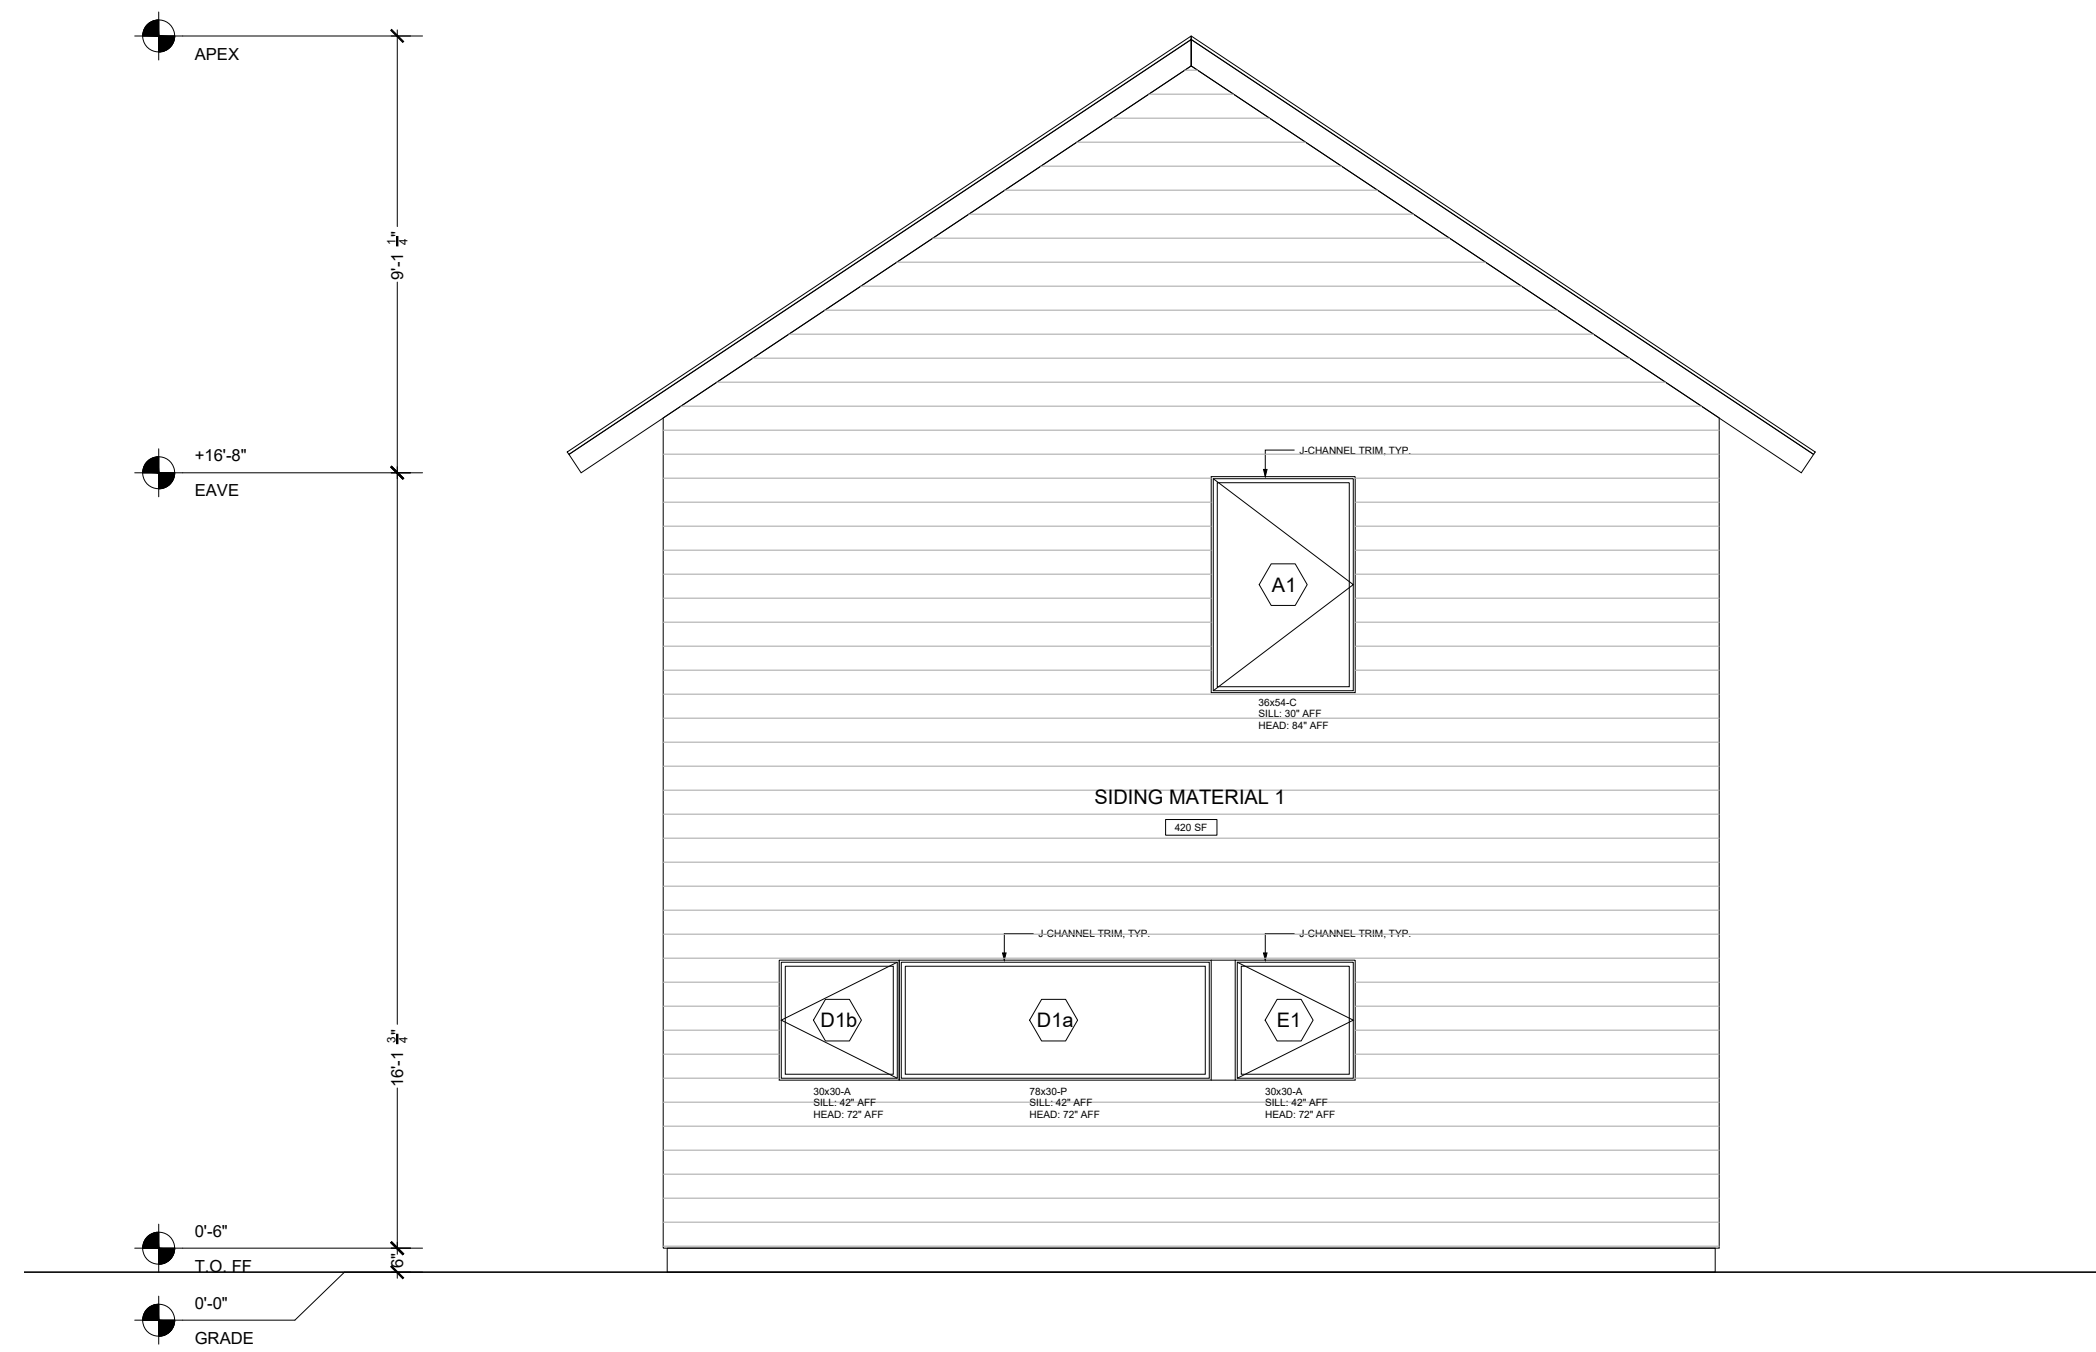 APEX
9'-1 1/4"
+16'-8"
EAVE
J-CHANNEL TRIM, TYP.
A1
36x54-C
SILL: 30" AFF
HEAD: 84" AFF
SIDING MATERIAL 1
420 SF
J-CHANNEL TRIM, TYP.
J-CHANNEL TRIM, TYP.
D1b
D1a
E1
16'-1 3/4"
30x30-A
SILL: 42" AFF
HEAD: 72" AFF
78x30-P
SILL: 42" AFF
HEAD: 72" AFF
30x30-A
SILL: 42" AFF
HEAD: 72" AFF
0'-6"
T.O. FF
6"
0'-0"
GRADE